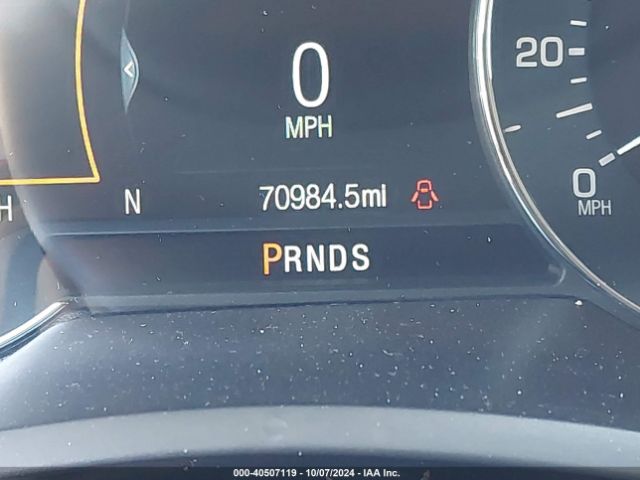 20
0
MPH
0
MPH
H
N
70984.5mi
PRNDS
000-40507119 - 10/07/2024 - IAA Inc.